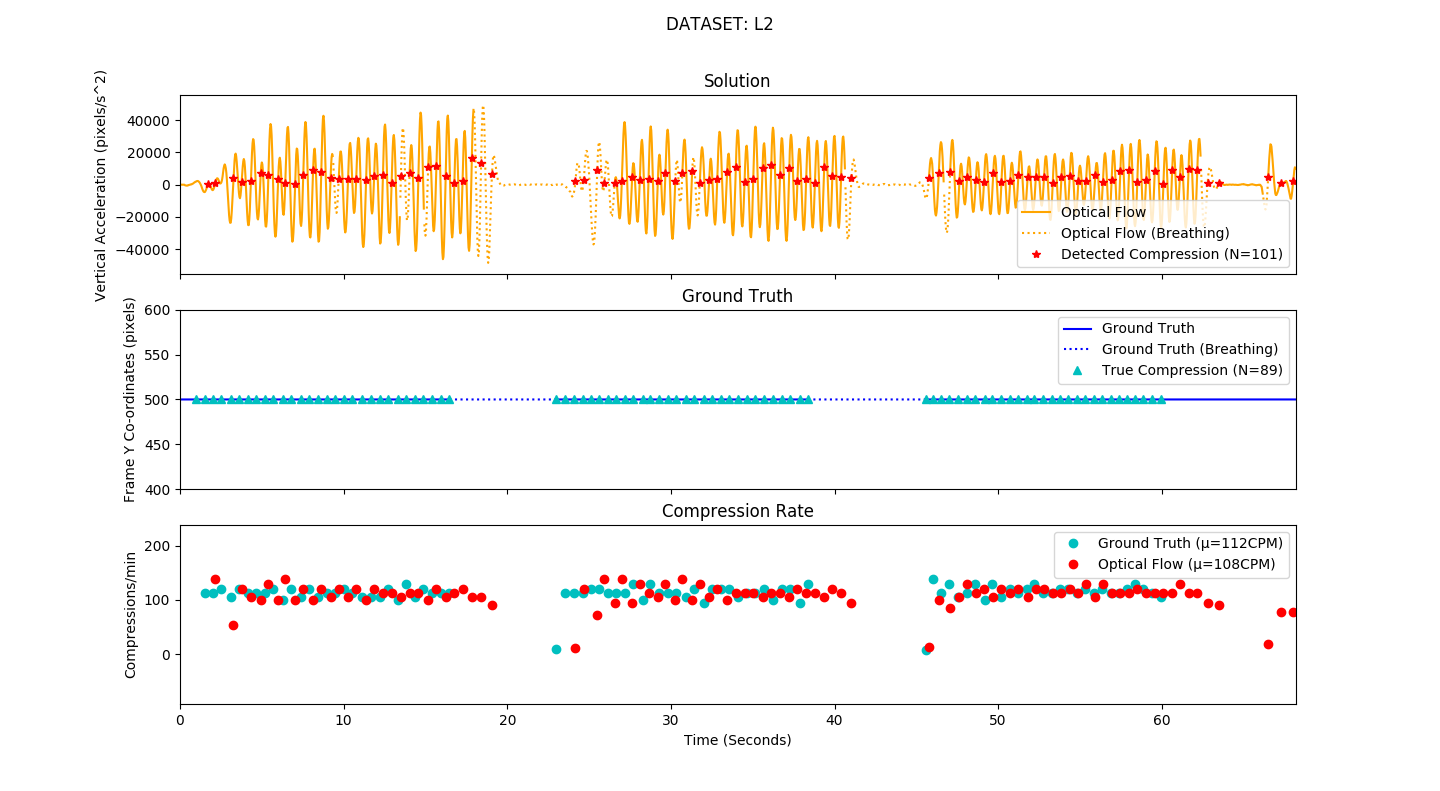 DATASET: L2
Solution
Vertical Acceleration (pixels/s^2)
40000
20000
0
−20000
−40000
Optical Flow
Optical Flow (Breathing)
Detected Compression (N=101)
Ground Truth
Frame Y Co-ordinates (pixels)
600
550
500
450
400
Ground Truth
Ground Truth (Breathing)
True Compression (N=89)
Compression Rate
Compressions/min
200
100
0
Ground Truth (μ=112CPM)
Optical Flow (μ=108CPM)
0 10 20 30 40 50 60
Time (Seconds)